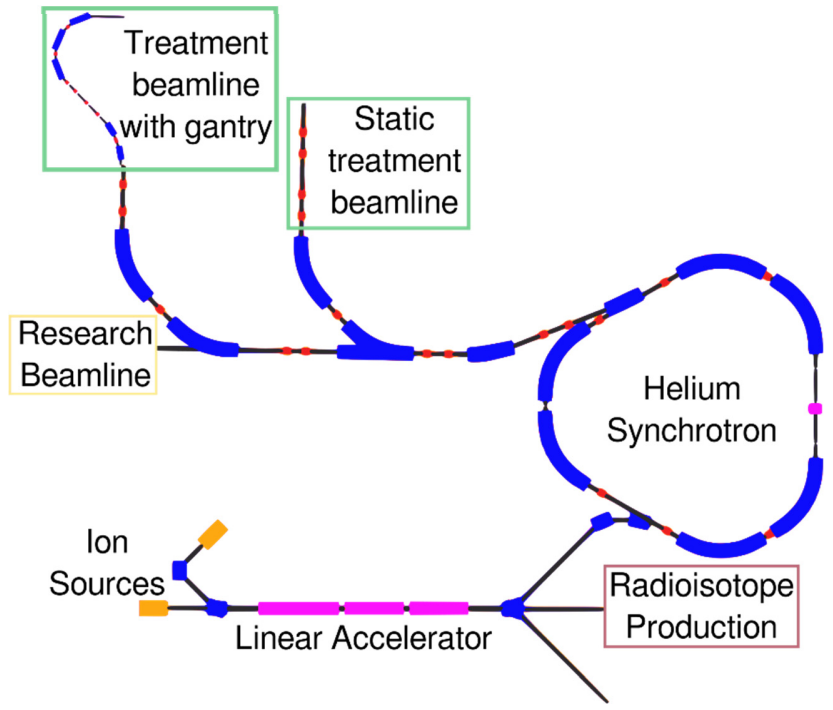 Treatment
beamline
with gantry
Static
treatment
beamline
Research
Beamline
Helium
Synchrotron
Ion
Sources
Linear Accelerator
Radioisotope
Production